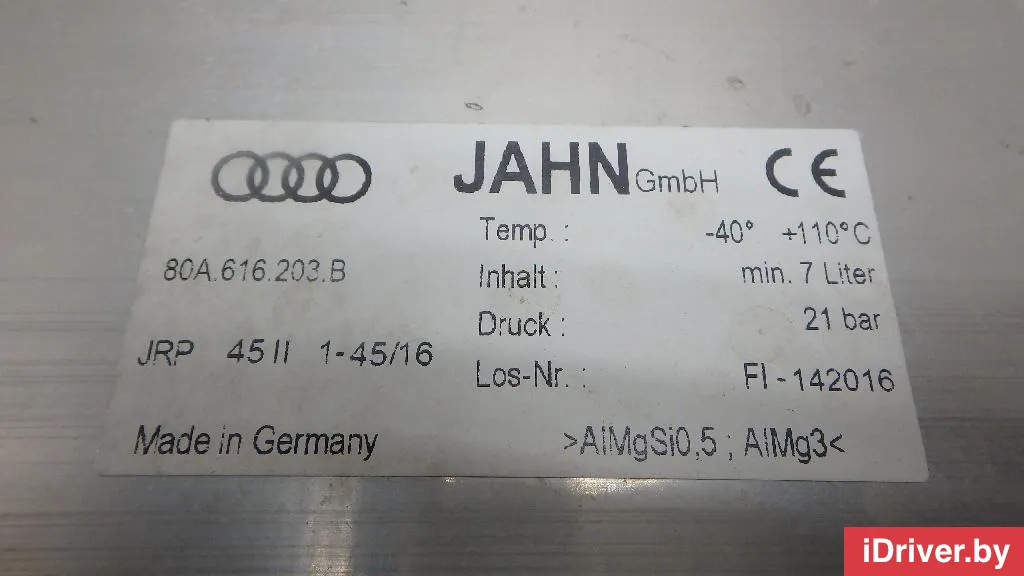 JAHN GmbH CE
Temp. : -40° +110°C
80A.616.203.B
Inhalt : min. 7 Liter
Druck : 21 bar
JRP 45 II 1-45/16
Los-Nr. : FI - 142016
Made in Germany
>AlMgSi0,5 ; AlMg3<
iDriver.by